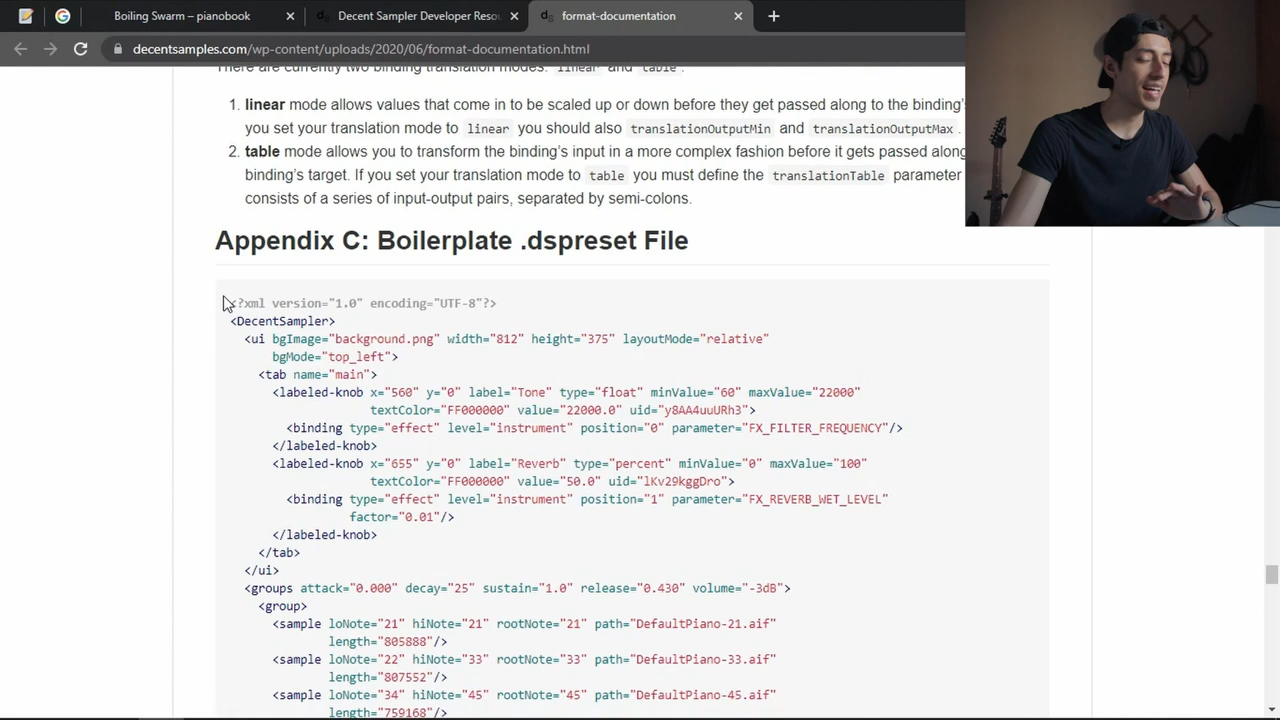 Boiling Swarm – pianobook
Decent Sampler Developer Reso
format-documentation
decentsamples.com/wp-content/uploads/2020/06/format-documentation.html
There are currently two binding translation modes: linear and table.
1. linear mode allows values that come in to be scaled up or down before they get passed along to the binding's
you set your translation mode to linear you should also translationOutputMin and translationOutputMax.
2. table mode allows you to transform the binding's input in a more complex fashion before it gets passed along
binding's target. If you set your translation mode to table you must define the translationTable parameter
consists of a series of input-output pairs, separated by semi-colons.
Appendix C: Boilerplate .dspreset File
<?xml version="1.0" encoding="UTF-8"?>
<DecentSampler>
<ui bgImage="background.png" width="812" height="375" layoutMode="relative"
bgMode="top_left">
<tab name="main">
<labeled-knob x="560" y="0" label="Tone" type="float" minValue="60" maxValue="22000"
textColor="FF000000" value="22000.0" uid="y8AA4uuURh3">
<binding type="effect" level="instrument" position="0" parameter="FX_FILTER_FREQUENCY"/>
</labeled-knob>
<labeled-knob x="655" y="0" label="Reverb" type="percent" minValue="0" maxValue="100"
textColor="FF000000" value="50.0" uid="lKv29kggDro">
<binding type="effect" level="instrument" position="1" parameter="FX_REVERB_WET_LEVEL"
factor="0.01"/>
</labeled-knob>
</tab>
</ui>
<groups attack="0.000" decay="25" sustain="1.0" release="0.430" volume="-3dB">
<group>
<sample loNote="21" hiNote="21" rootNote="21" path="DefaultPiano-21.aif"
length="805888"/>
<sample loNote="22" hiNote="33" rootNote="33" path="DefaultPiano-33.aif"
length="807552"/>
<sample loNote="34" hiNote="45" rootNote="45" path="DefaultPiano-45.aif"
length="759168"/>